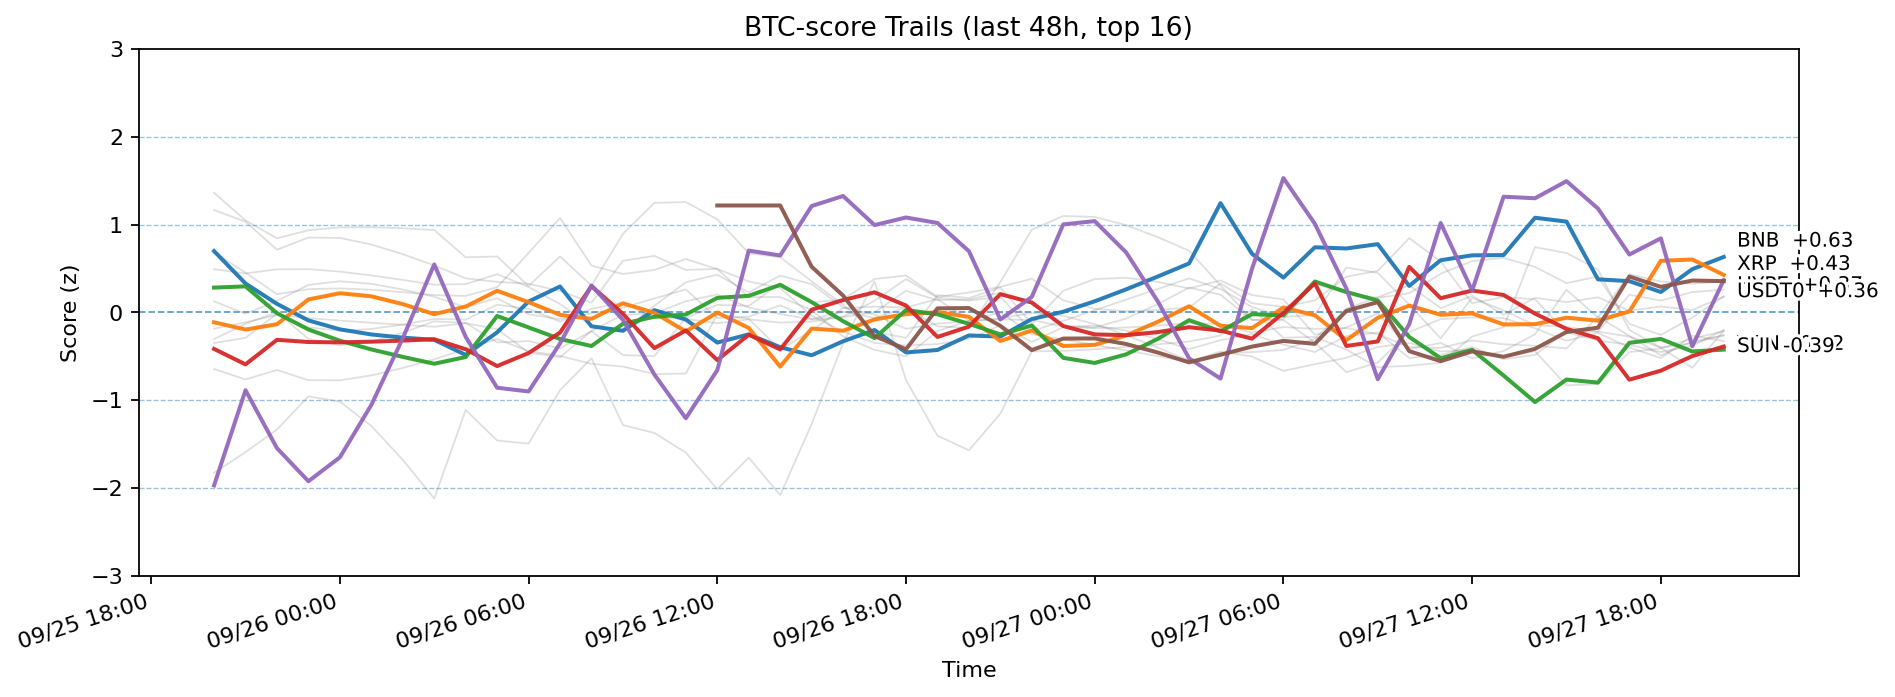 BTC-score Trails (last 48h, top 16)
Score (z)
3
2
1
0
−1
−2
−3
BNB +0.63
XRP +0.43
USDT0 +0.36
SUN -0.39
09/25 18:00
09/26 00:00
09/26 06:00
09/26 12:00
09/26 18:00
09/27 00:00
09/27 06:00
09/27 12:00
09/27 18:00
Time